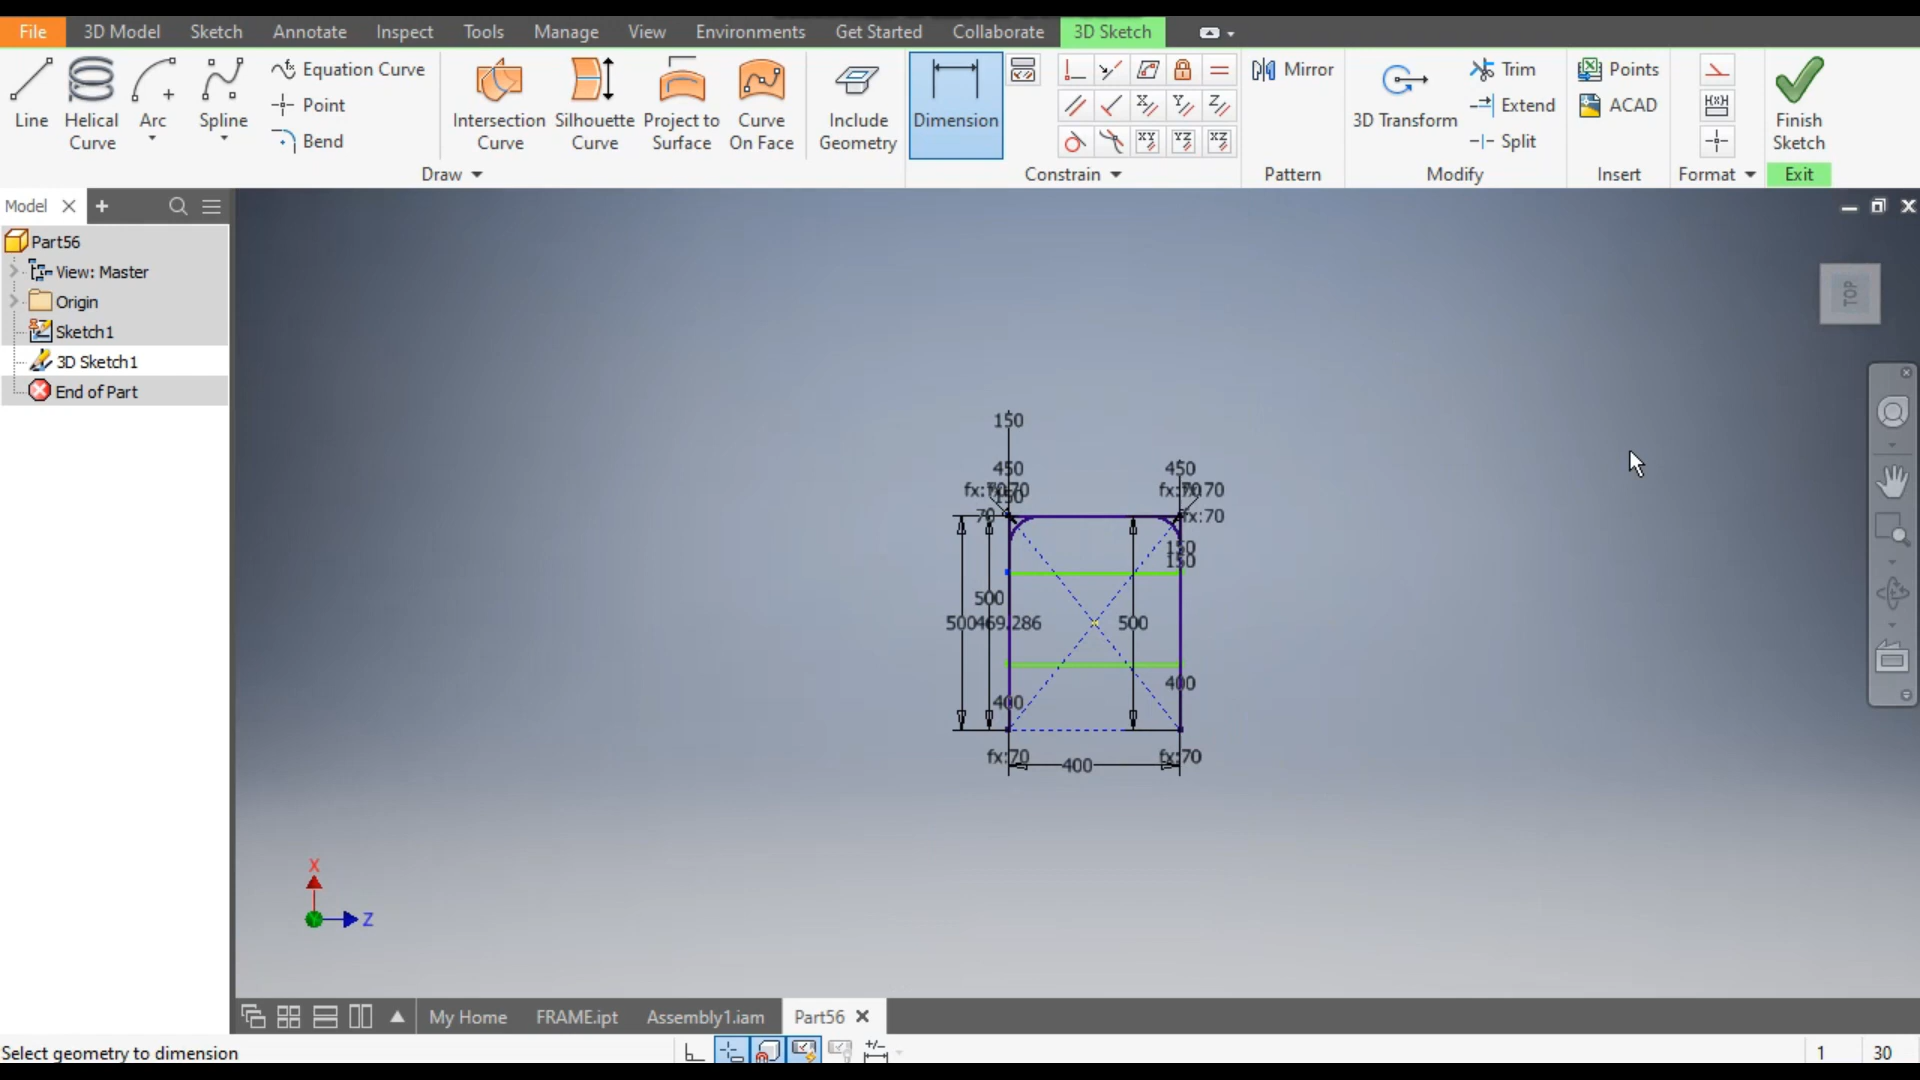 File 3D Model Sketch Annotate Inspect Tools Manage View Environments Get Started Collaborate 3D Sketch
Line
Helical Curve
Arc
Spline
Equation Curve
Point
Bend
Draw
Intersection Curve
Silhouette Curve
Project to Surface
Curve On Face
Include Geometry
Dimension
Constrain
Mirror
Pattern
3D Transform
Trim
Extend
Split
Modify
Points
ACAD
Insert
Format
Finish Sketch
Exit
Model
Part56
View: Master
Origin
Sketch1
3D Sketch1
End of Part
TOP
150
450 450
fx:70
70 fx:70
150
150
500
500 469.286 500
400 400
fx:70 fx:70
400
X
Z
My Home FRAME.ipt Assembly1.iam Part56
Select geometry to dimension
1 30